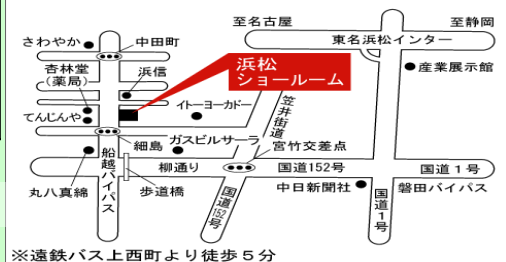 至名古屋
至静岡
さわやか
中田町
東名浜松インター
杏林堂
(薬局)
浜信
浜松
ショールーム
産業展示館
イトーヨーカドー
笠井街道
てんじんや
細島
ガスビルサーラ
宮竹交差点
船越バイパス
柳通り
国道152号
国道1号
丸八真綿
歩道橋
国道152号
中日新聞社
国道1号
磐田バイパス
※遠鉄バス上西町より徒歩5分